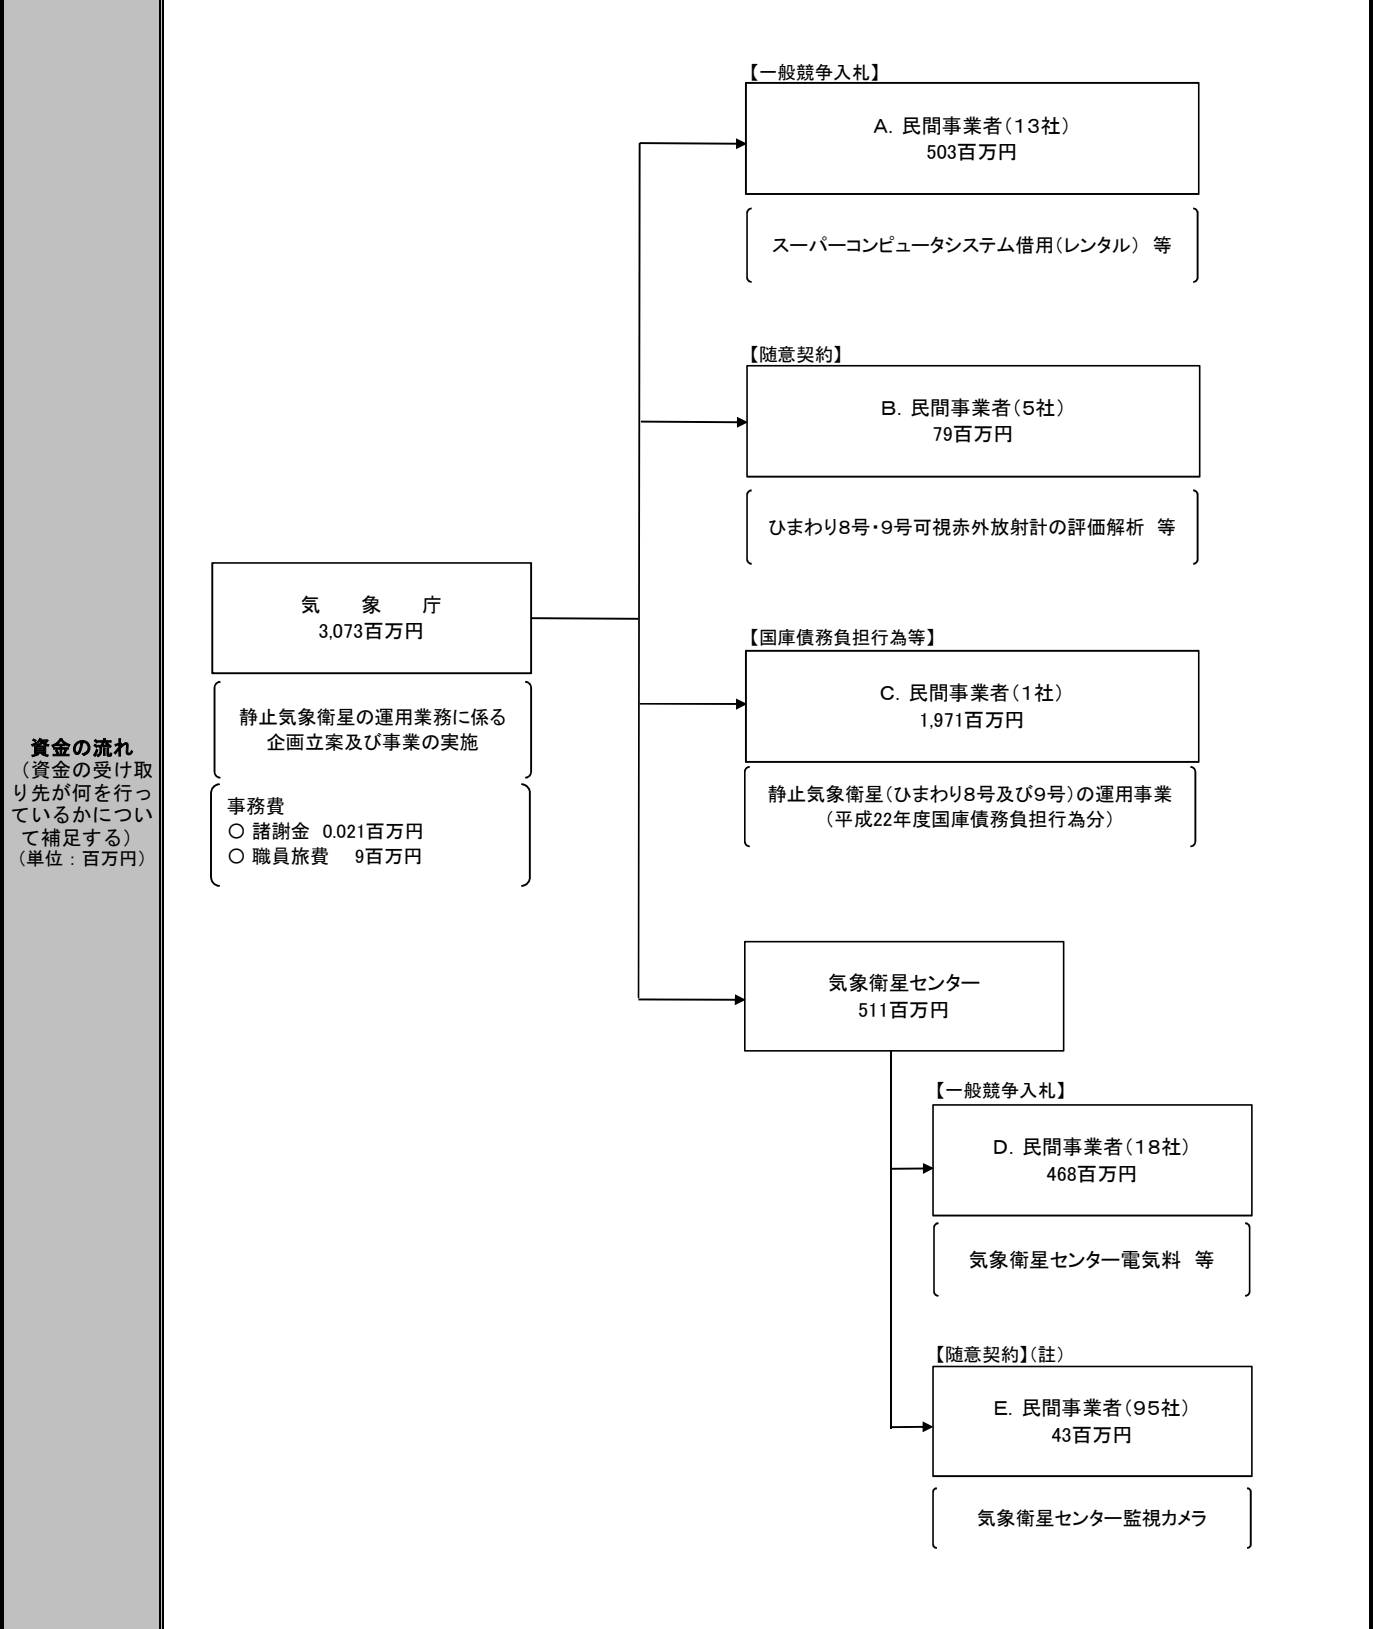 資金の流れ
（資金の受け取
り先が何を行っ
ているかについ
て補足する）
（単位：百万円）
【一般競争入札】
A．民間事業者（13社）
503百万円
スーパーコンピュータシステム借用（レンタル） 等
【随意契約】
B．民間事業者（5社）
79百万円
ひまわり8号・9号可視赤外放射計の評価解析 等
気 象 庁
3,073百万円
静止気象衛星の運用業務に係る
企画立案及び事業の実施
事務費
○ 諸謝金 0.021百万円
○ 職員旅費 9百万円
【国庫債務負担行為等】
C．民間事業者（1社）
1,971百万円
静止気象衛星（ひまわり8号及び9号）の運用事業
（平成22年度国庫債務負担行為分）
気象衛星センター
511百万円
【一般競争入札】
D．民間事業者（18社）
468百万円
気象衛星センター電気料 等
【随意契約】（註）
E．民間事業者（95社）
43百万円
気象衛星センター監視カメラ